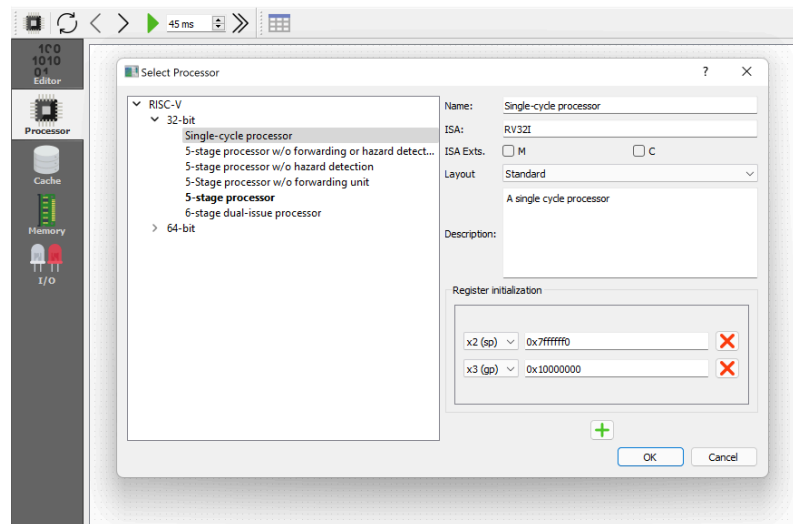 45 ms
100
1010
01
Editor
Processor
Cache
Memory
I/O
Select Processor
?
RISC-V
32-bit
Single-cycle processor
5-stage processor w/o forwarding or hazard detect...
5-stage processor w/o hazard detection
5-Stage processor w/o forwarding unit
5-stage processor
6-stage dual-issue processor
64-bit
Name: Single-cycle processor
ISA: RV32I
ISA Exts. M C
Layout Standard
Description: A single cycle processor
Register initialization
x2 (sp) 0x7ffffff0
x3 (gp) 0x10000000
OK Cancel